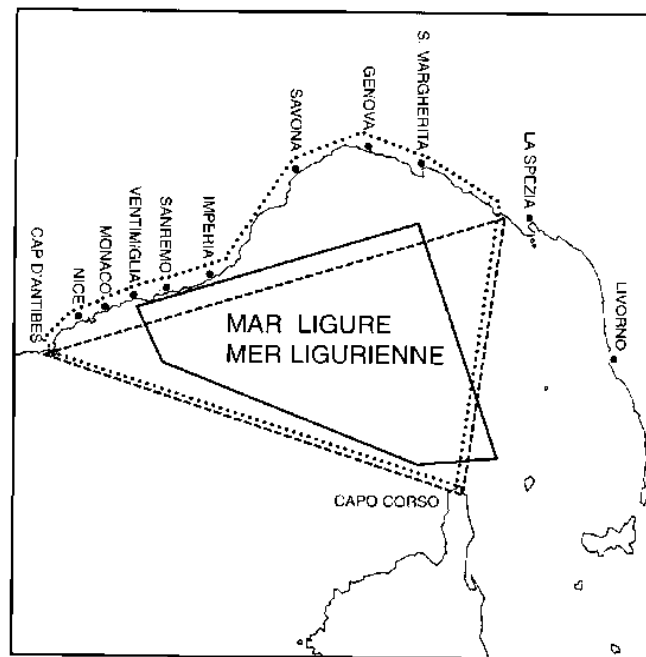 S. MARGHERITA
GENOVA
SAVONA
LA SPEZIA
LIVORNO
IMPERIA
SANREMO
VENTIMIGLIA
MONACO
NICE
CAP D'ANTIBES
MAR LIGURE
MER LIGURIENNE
CAPO CORSO